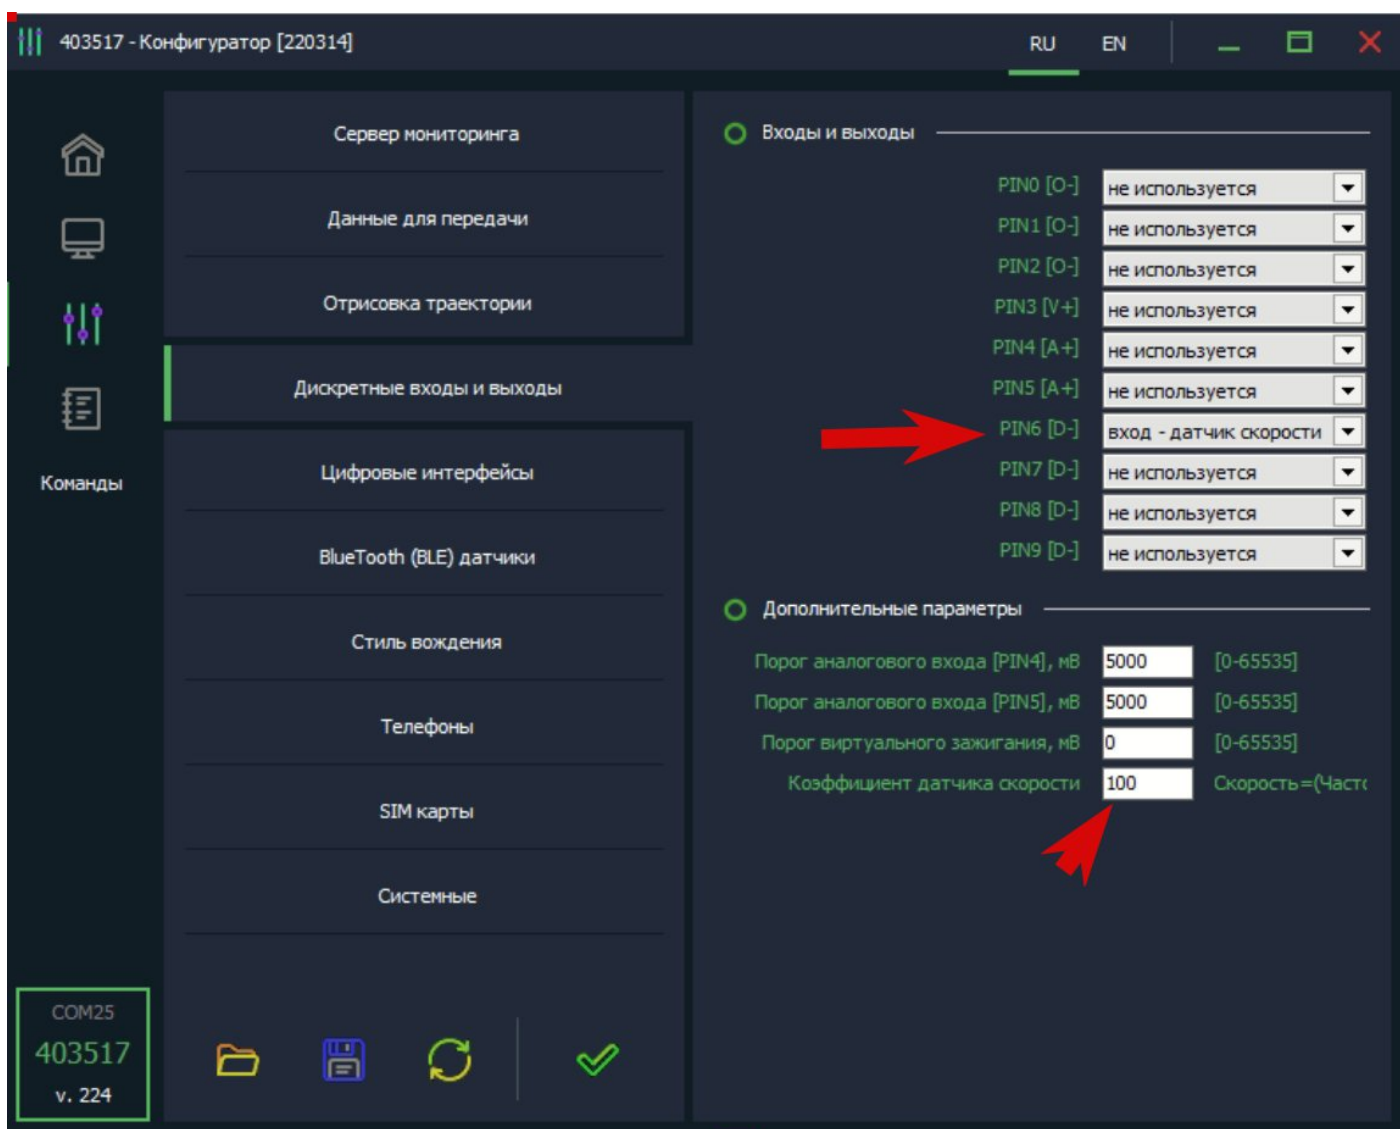 403517 - Конфигуратор [220314]
RU EN
Сервер мониторинга
Данные для передачи
Отрисовка траектории
Дискретные входы и выходы
Цифровые интерфейсы
BlueTooth (BLE) датчики
Стиль вождения
Телефоны
SIM карты
Системные
Команды
COM25
403517
v. 224
Входы и выходы
PIN0 [O-] не используется
PIN1 [O-] не используется
PIN2 [O-] не используется
PIN3 [V+] не используется
PIN4 [A+] не используется
PIN5 [A+] не используется
PIN6 [D-] вход - датчик скорости
PIN7 [D-] не используется
PIN8 [D-] не используется
PIN9 [D-] не используется
Дополнительные параметры
Порог аналогового входа [PIN4], мВ 5000 [0-65535]
Порог аналогового входа [PIN5], мВ 5000 [0-65535]
Порог виртуального зажигания, мВ 0 [0-65535]
Коэффициент датчика скорости 100 Скорость=(Часто